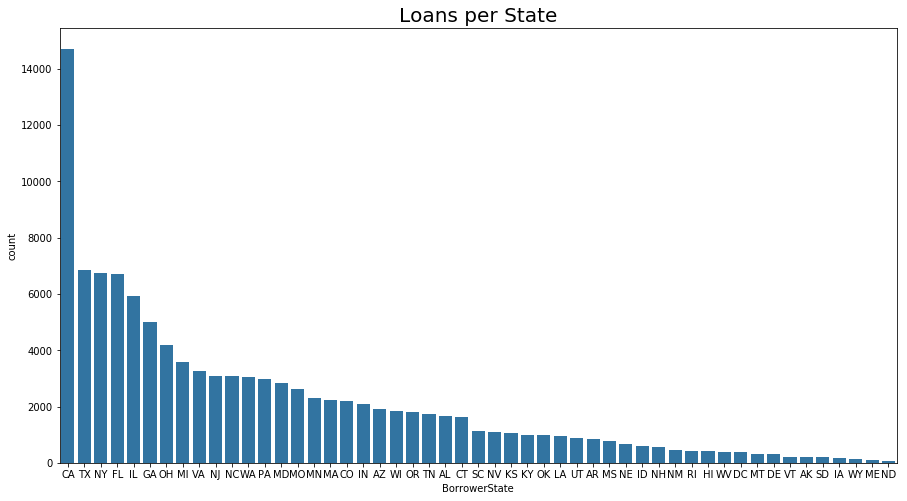 Loans per State
14000
12000
10000
8000
6000
4000
2000
0
count
CA TX NY FL IL GA OH MI VA NJ NC WA PA MD MO MN MA CO IN AZ WI OR TN AL CT SC NV KS KY OK LA UT AR MS NE ID NH NM RI HI WV DC MT DE VT AK SD IA WY ME ND
BorrowerState